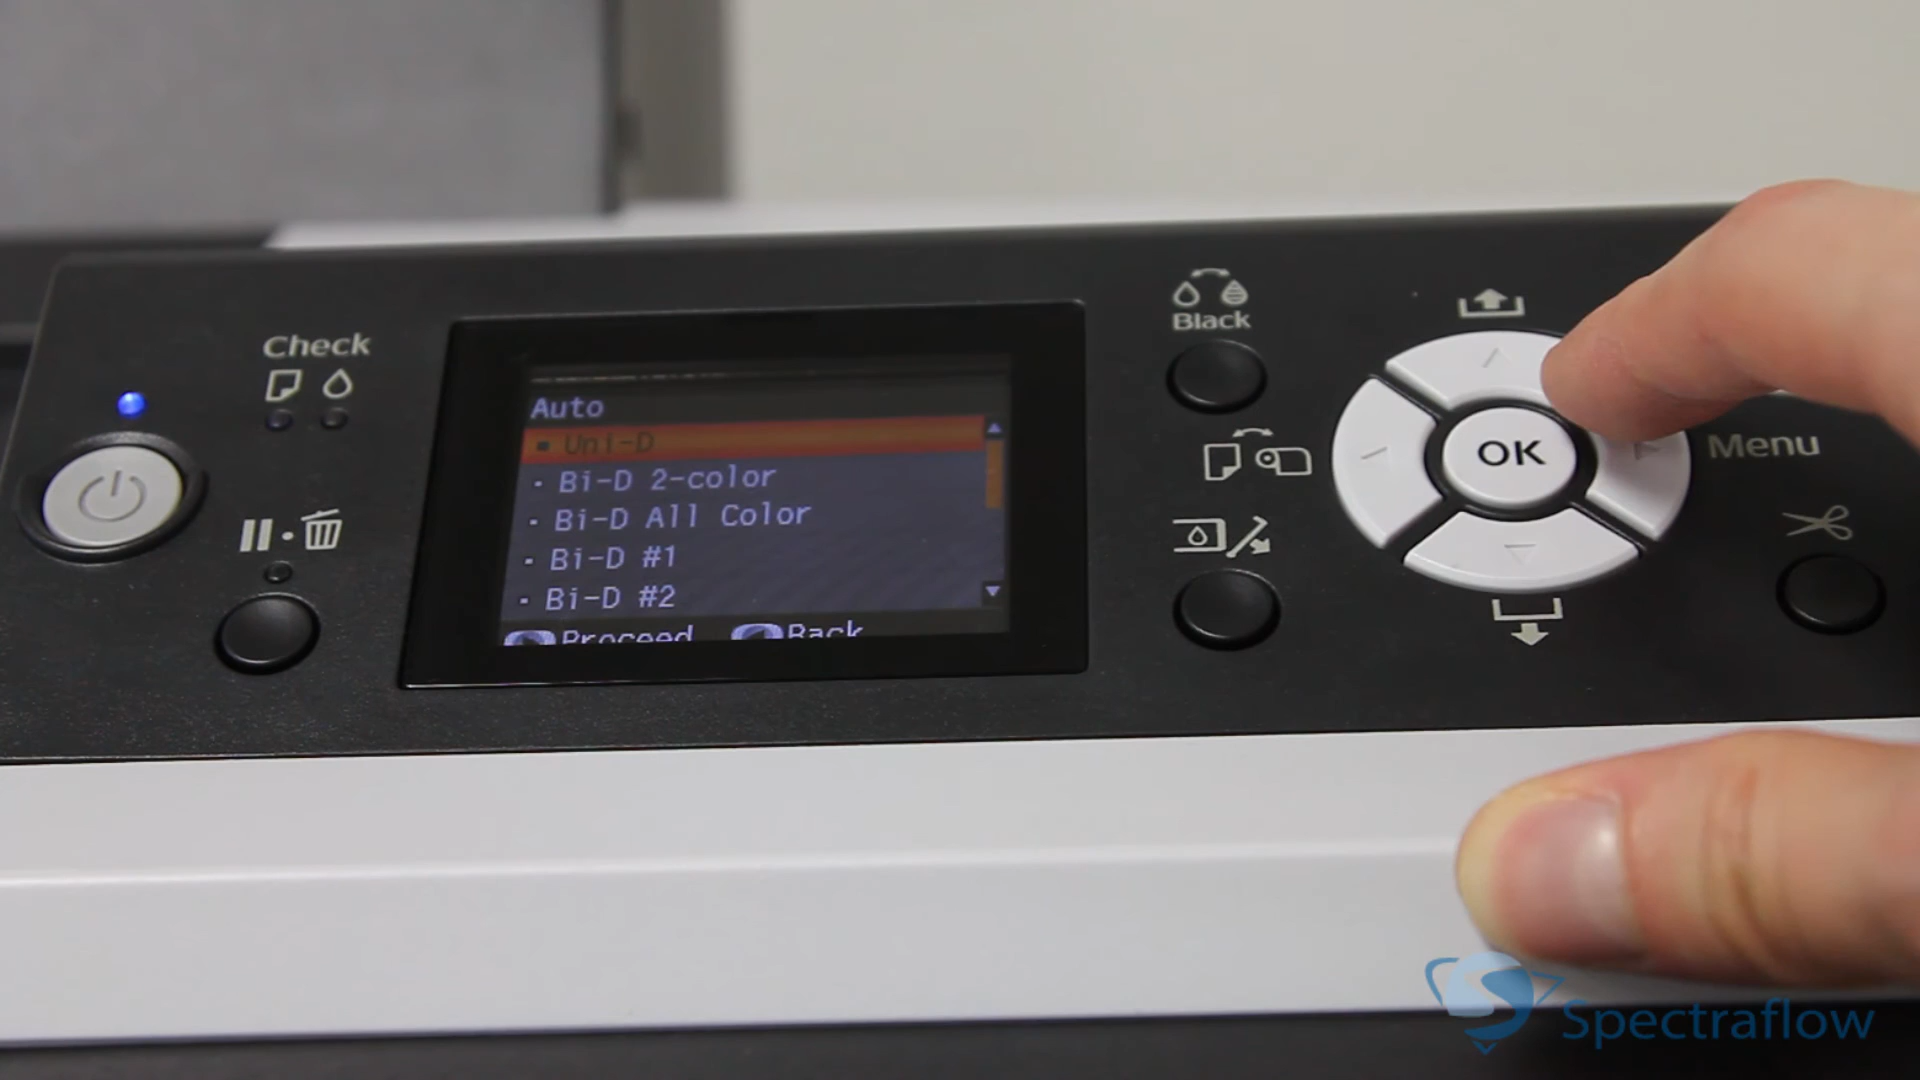 Check
Black
Auto
Uni-D
Bi-D 2-color
Bi-D All Color
Bi-D #1
Bi-D #2
Proceed Back
OK
Menu
Spectraflow